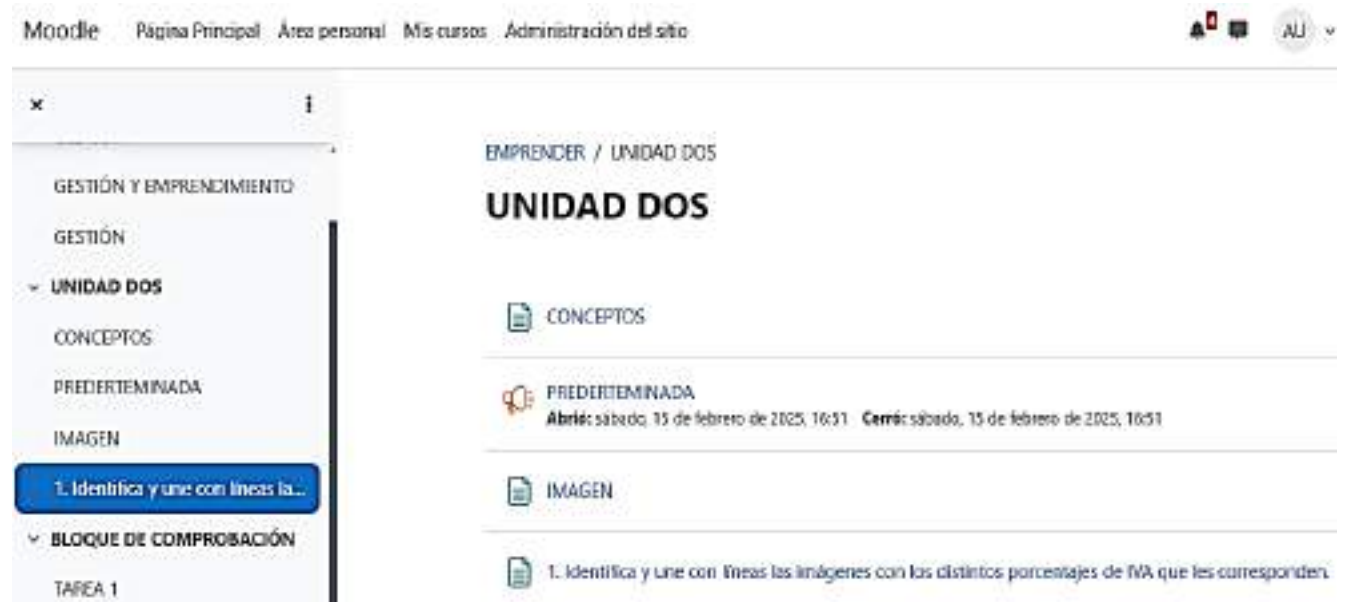 Moodle Página Principal Área personal Mis cursos Administración del sitio 4 AU
GESTIÓN Y EMPRENDIMIENTO
GESTIÓN
UNIDAD DOS
CONCEPTOS
PREDERTEMINADA
IMAGEN
1. Identifica y une con líneas la...
BLOQUE DE COMPROBACIÓN
TAREA 1
EMPRENDER / UNIDAD DOS
UNIDAD DOS
CONCEPTOS
PREDERTEMINADA
Abrió: sábado, 15 de febrero de 2025, 16:51 Cerró: sábado, 15 de febrero de 2025, 16:51
IMAGEN
1. Identifica y une con líneas las imágenes con los distintos porcentajes de IVA que les corresponden.